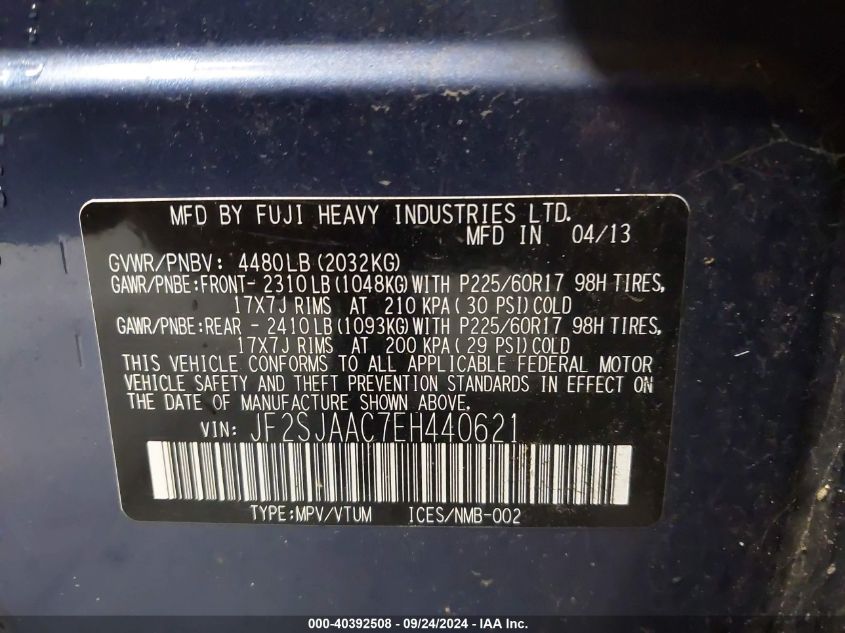 MFD BY FUJI HEAVY INDUSTRIES LTD.
MFD IN 04/13
GVWR/PNBV: 4480LB(2032KG)
GAWR/PNBE:FRONT- 2310LB(1048KG)WITH P225/60R17 98H TIRES,
17X7J RIMS AT 210 KPA(30 PSI)COLD
GAWR/PNBE:REAR - 2410LB(1093KG)WITH P225/60R17 98H TIRES,
17X7J RIMS AT 200 KPA(29 PSI)COLD
THIS VEHICLE CONFORMS TO ALL APPLICABLE FEDERAL MOTOR
VEHICLE SAFETY AND THEFT PREVENTION STANDARDS IN EFFECT ON
THE DATE OF MANUFACTURE SHOWN ABOVE.
VIN: JF2SJAAC7EH440621
TYPE:MPV/VTUM ICES/NMB-002
000-40392508 - 09/24/2024 - IAA Inc.